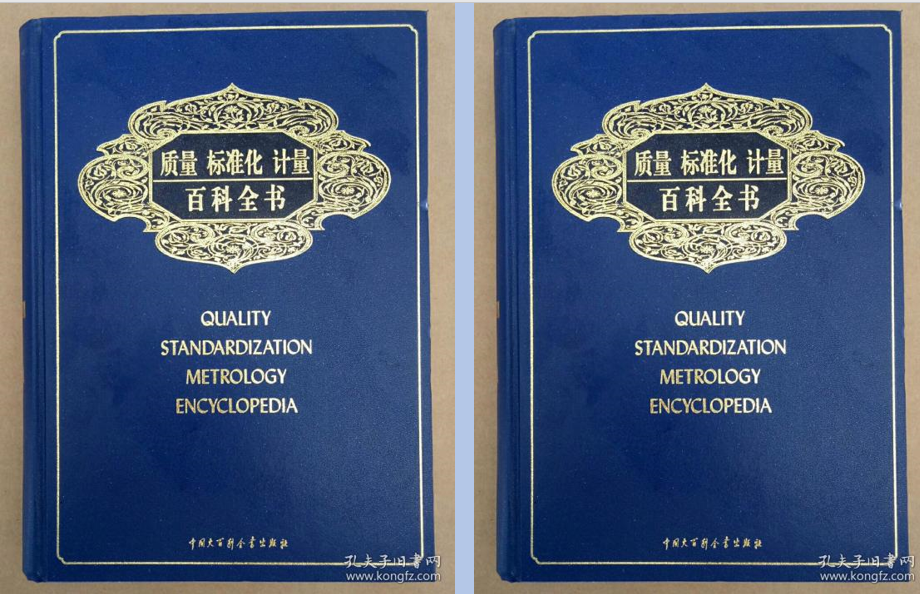 质量 标准化 计量
百科全书
QUALITY
STANDARDIZATION
METROLOGY
ENCYCLOPEDIA
中国大百科全书出版社
孔夫子旧书网
www.kongfz.com
质量 标准化 计量
百科全书
QUALITY
STANDARDIZATION
METROLOGY
ENCYCLOPEDIA
中国大百科全书出版社
孔夫子旧书网
www.kongfz.com